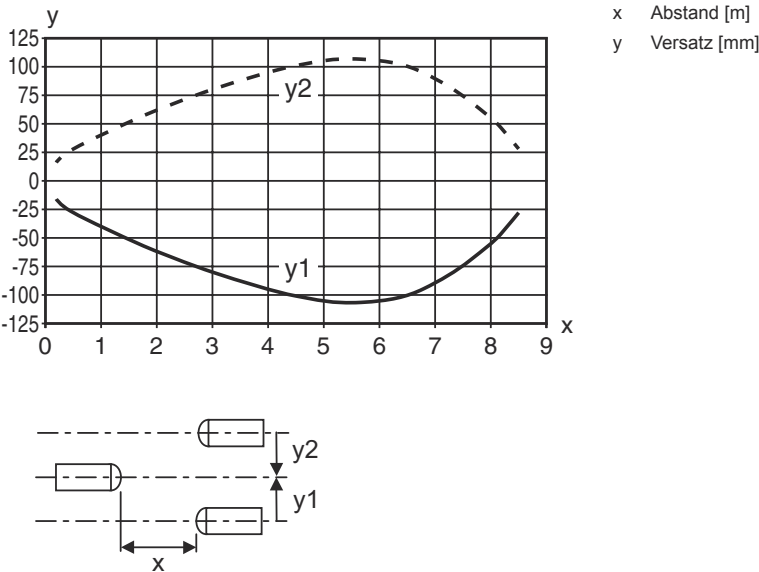 y
x Abstand [m]
y Versatz [mm]
125
100
75
50
25
0
-25
-50
-75
-100
-125
y2
y1
0 1 2 3 4 5 6 7 8 9
x
y2
y1
x